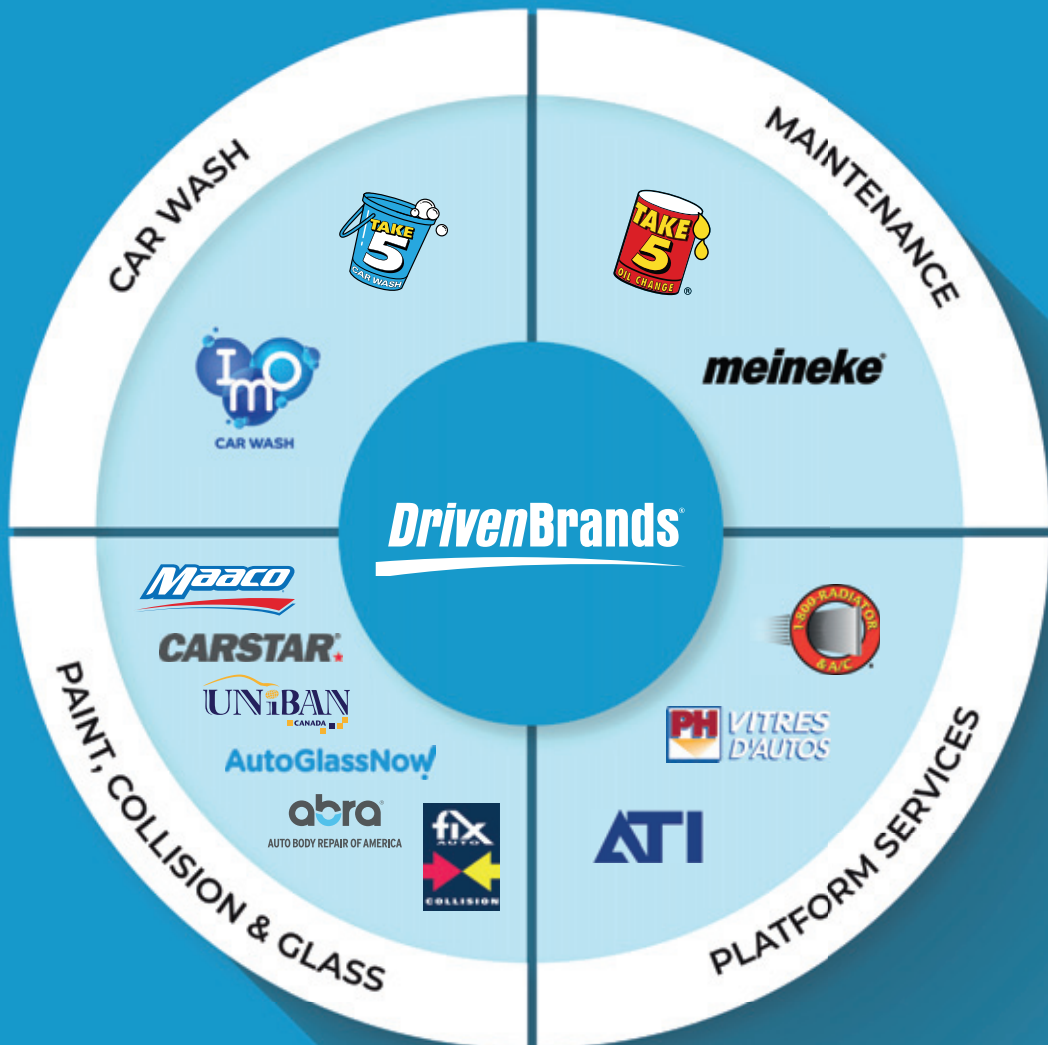 CAR WASH
TAKE
5
CAR WASH
IMO
CAR WASH
MAINTENANCE
TAKE
5
OIL CHANGE®
meineke®
DrivenBrands®
PAINT, COLLISION & GLASS
Maaco
CARSTAR®
UNiBAN
CANADA
AutoGlassNow!
abra®
AUTO BODY REPAIR OF AMERICA
fix
AUTO
COLLISION
PLATFORM SERVICES
1-800-RADIATOR
& A/C
PH VITRES
D'AUTOS
ATI